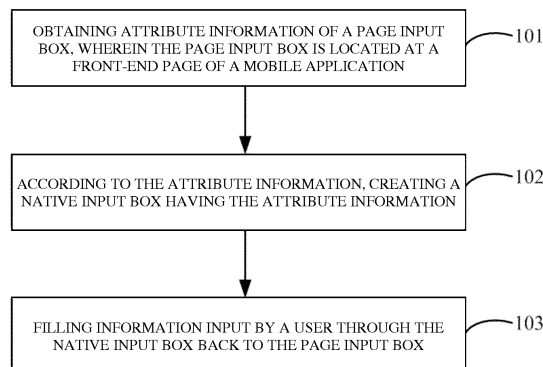 OBTAINING ATTRIBUTE INFORMATION OF A PAGE INPUT
BOX, WHEREIN THE PAGE INPUT BOX IS LOCATED AT A
FRONT-END PAGE OF A MOBILE APPLICATION
101
ACCORDING TO THE ATTRIBUTE INFORMATION, CREATING A
NATIVE INPUT BOX HAVING THE ATTRIBUTE INFORMATION
102
FILLING INFORMATION INPUT BY A USER THROUGH THE
NATIVE INPUT BOX BACK TO THE PAGE INPUT BOX
103